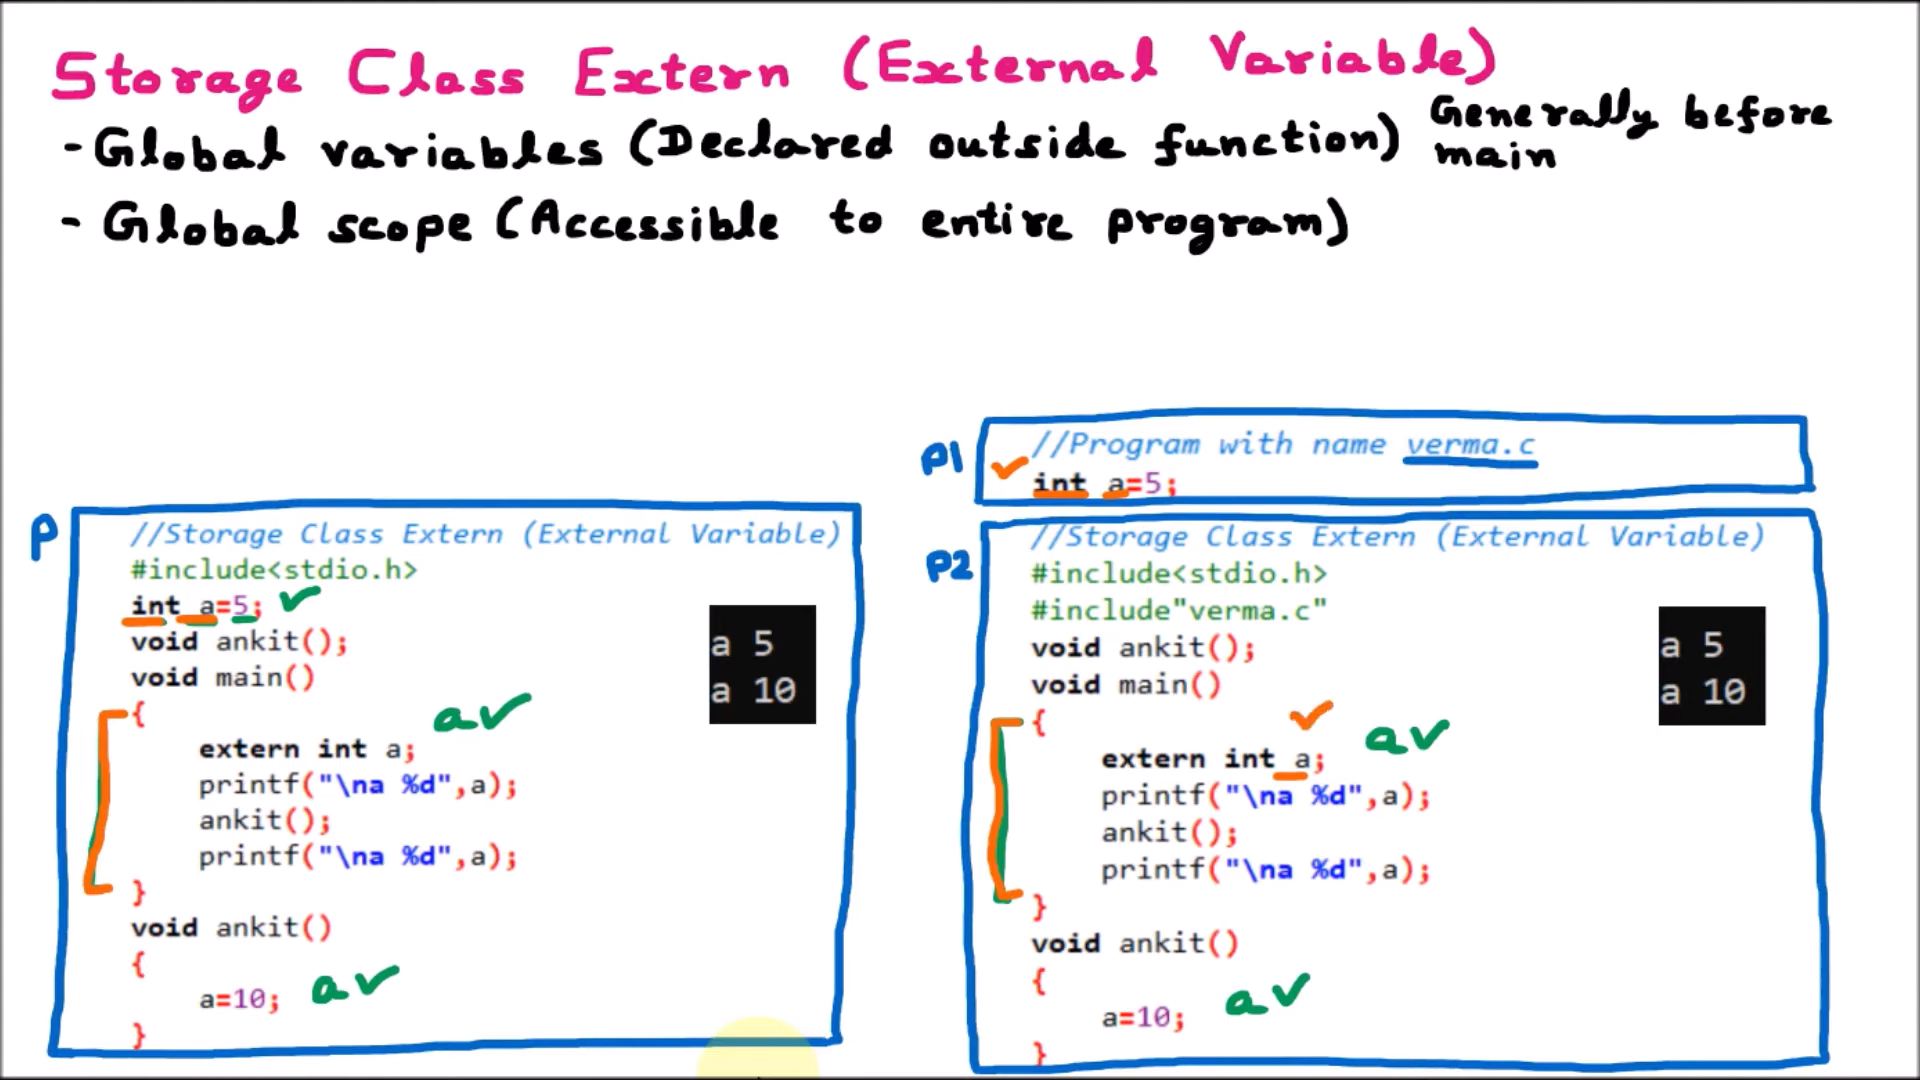 Storage Class Extern (External Variable)
- Global variables (Declared outside function) Generally before main
- Global scope (Accessible to entire program)
P
//Storage Class Extern (External Variable)
#include<stdio.h>
int a=5; ✓
void ankit();
void main()
{
a✓
extern int a;
printf("\na %d",a);
ankit();
printf("\na %d",a);
}
void ankit()
{
a=10; a✓
}
a 5
a 10
P1
//Program with name verma.c
✓ int a=5;
P2
//Storage Class Extern (External Variable)
#include<stdio.h>
#include"verma.c"
void ankit();
void main()
{
✓ a✓
extern int a;
printf("\na %d",a);
ankit();
printf("\na %d",a);
}
void ankit()
{
a=10; a✓
}
a 5
a 10